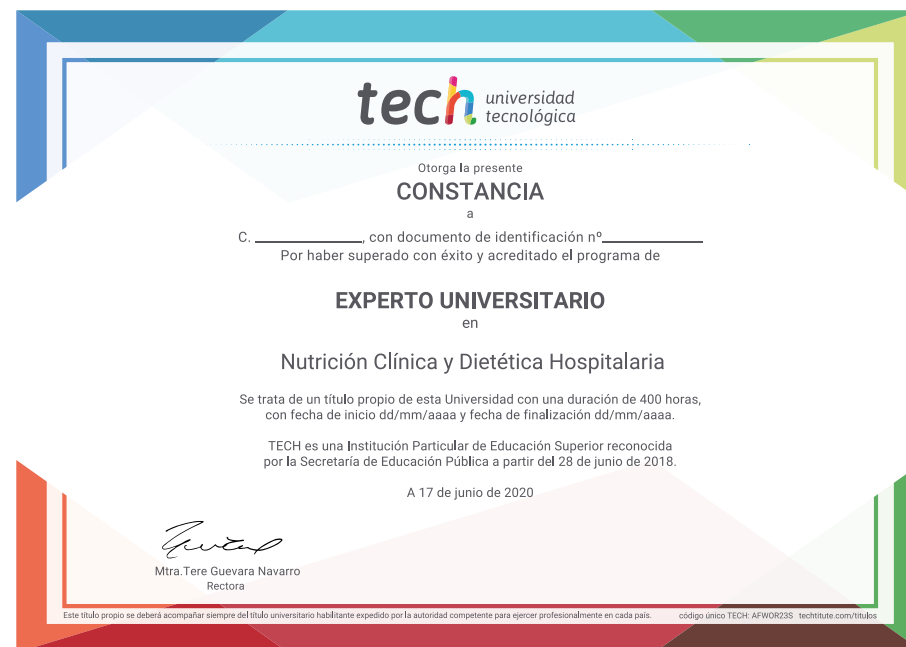 tech universidad
tecnológica
Otorga la presente
CONSTANCIA
a
C. ______________, con documento de identificación nº______________
Por haber superado con éxito y acreditado el programa de
EXPERTO UNIVERSITARIO
en
Nutrición Clínica y Dietética Hospitalaria
Se trata de un título propio de esta Universidad con una duración de 400 horas,
con fecha de inicio dd/mm/aaaa y fecha de finalización dd/mm/aaaa.
TECH es una Institución Particular de Educación Superior reconocida
por la Secretaría de Educación Pública a partir del 28 de junio de 2018.
A 17 de junio de 2020
Mtra.Tere Guevara Navarro
Rectora
Este título propio se deberá acompañar siempre del título universitario habilitante expedido por la autoridad competente para ejercer profesionalmente en cada país. código único TECH: AFWOR23S techtitute.com/titulos